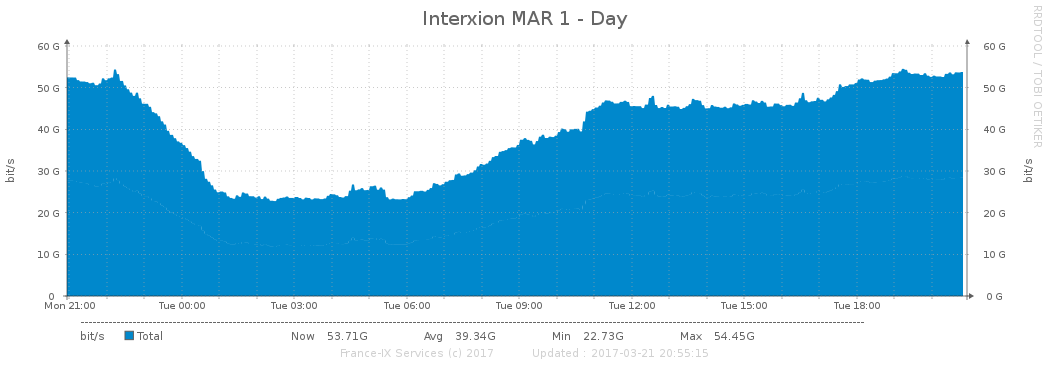 Interxion MAR 1 - Day
RRDTOOL / TOBI OETIKER
60 G 60 G
50 G 50 G
40 G 40 G
30 G 30 G
20 G 20 G
10 G 10 G
0 0 G
bit/s bit/s
Mon 21:00 Tue 00:00 Tue 03:00 Tue 06:00 Tue 09:00 Tue 12:00 Tue 15:00 Tue 18:00
bit/s Total Now 53.71G Avg 39.34G Min 22.73G Max 54.45G
France-IX Services (c) 2017 Updated : 2017-03-21 20:55:15